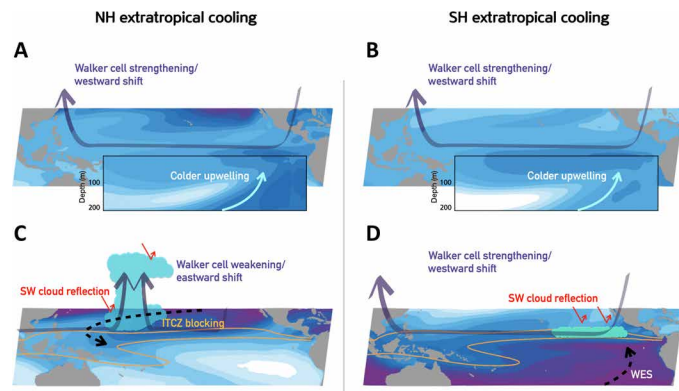 NH extratropical cooling
SH extratropical cooling
A
Walker cell strengthening/
westward shift
Depth (m)
100
200
Colder upwelling
B
Walker cell strengthening/
westward shift
Depth (m)
100
200
Colder upwelling
C
Walker cell weakening/
eastward shift
SW cloud reflection
ITCZ blocking
D
Walker cell strengthening/
westward shift
SW cloud reflection
WES